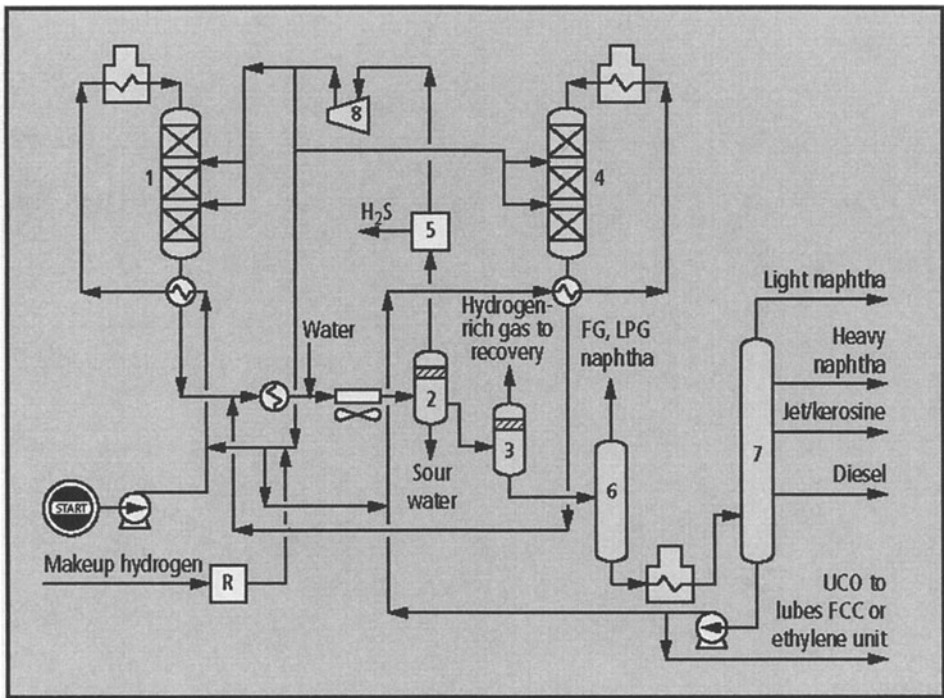 8
1
4
H2S
5
Light naphtha
Water
Hydrogen-
rich gas to
recovery
FG, LPG
naphtha
Heavy
naphtha
2
Jet/kerosine
3
7
Sour
water
6
Diesel
START
Makeup hydrogen
R
UCO to
lubes FCC or
ethylene unit